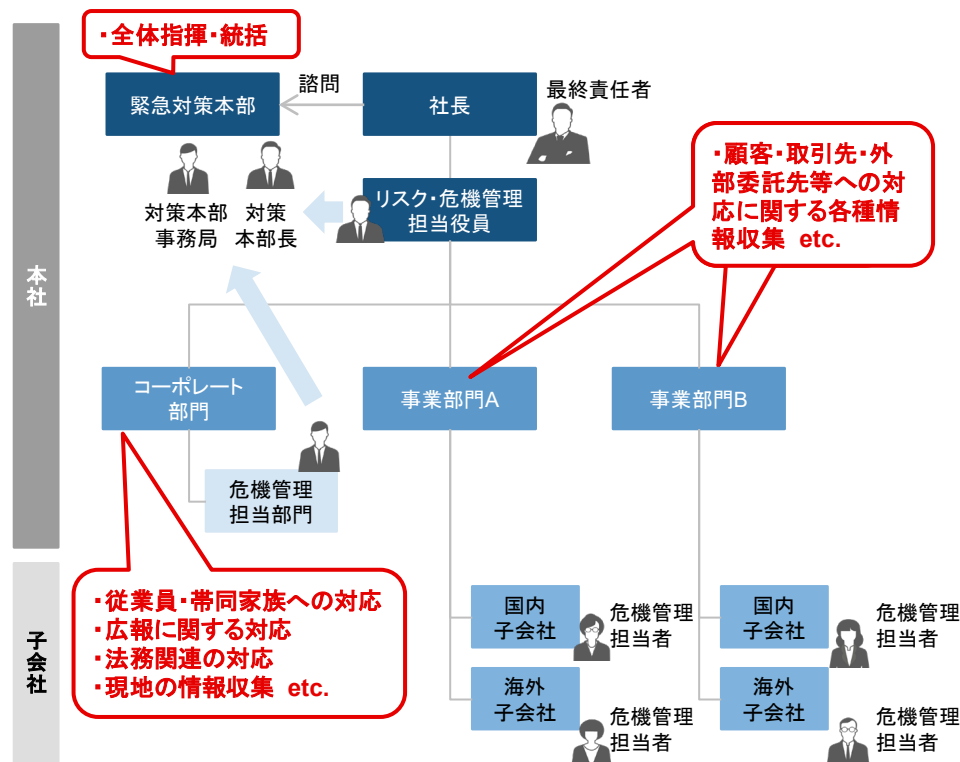 ・全体指揮・統括
緊急対策本部
諮問
社長
最終責任者
対策本部
事務局
対策
本部長
リスク・危機管理
担当役員
・顧客・取引先・外
部委託先等への対
応に関する各種情
報収集 etc.
本社
コーポレート
部門
事業部門A
事業部門B
危機管理
担当部門
・従業員・帯同家族への対応
・広報に関する対応
・法務関連の対応
・現地の情報収集 etc.
子会社
国内
子会社
危機管理
担当者
国内
子会社
危機管理
担当者
海外
子会社
危機管理
担当者
海外
子会社
危機管理
担当者